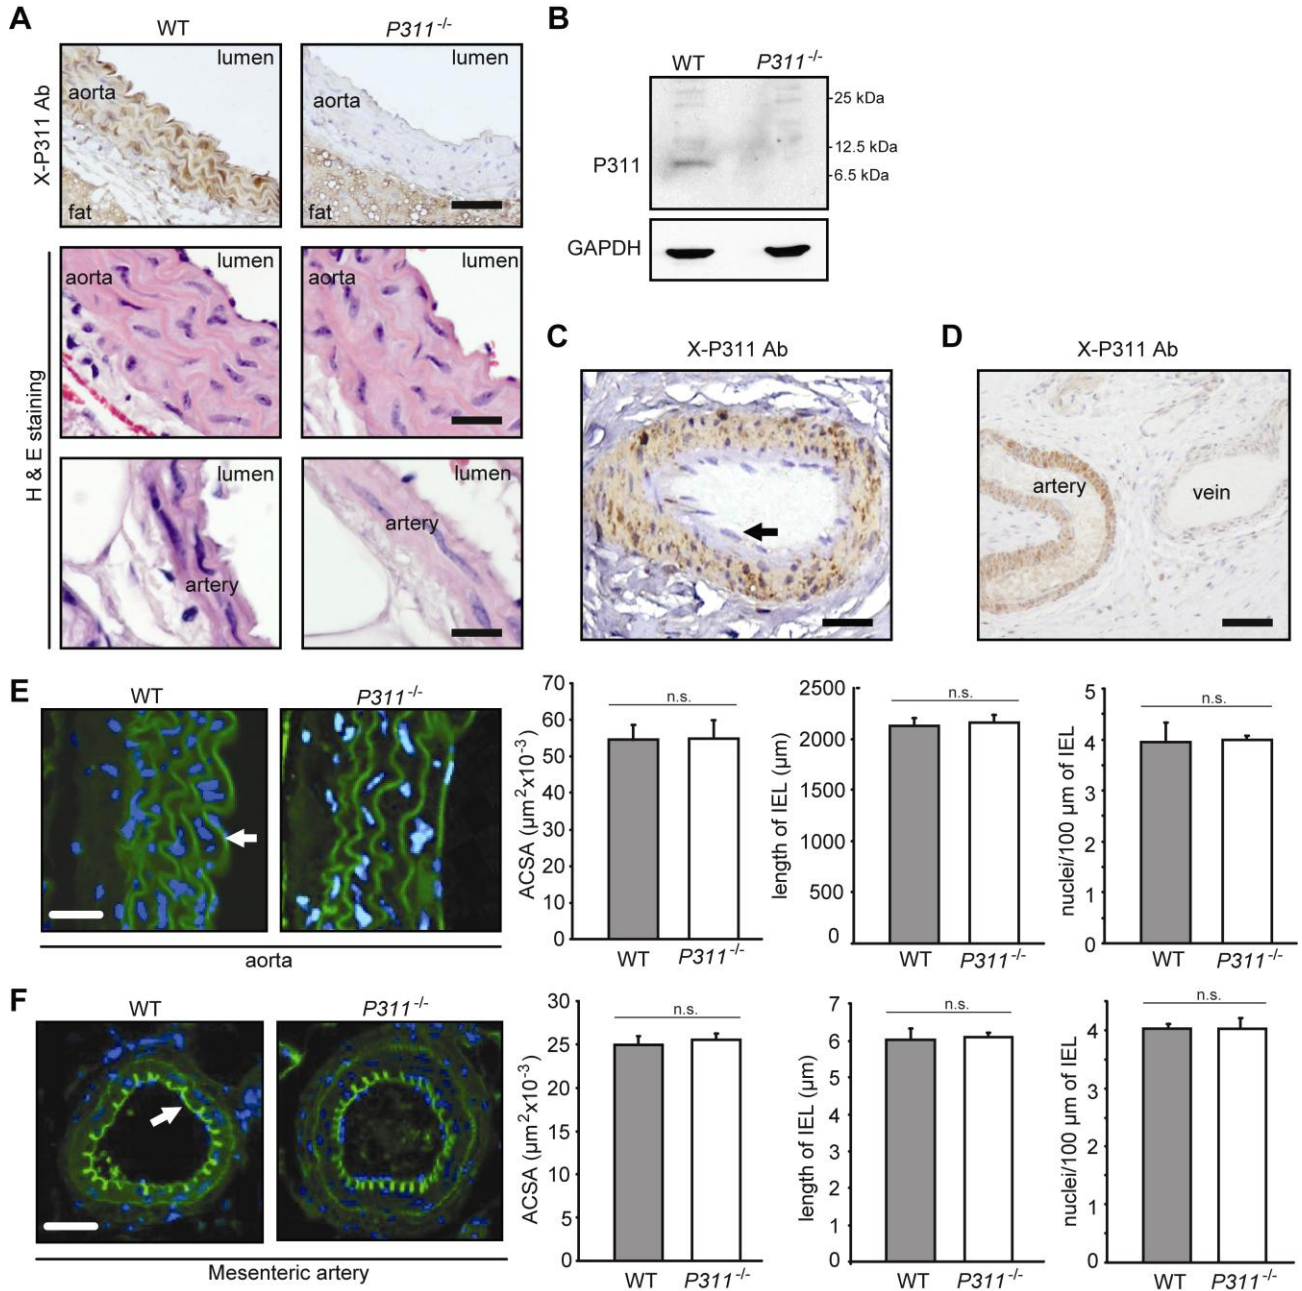 A
WT
P311-/-
X-P311 Ab
lumen
aorta
fat
lumen
aorta
fat
H & E staining
lumen
aorta
lumen
aorta
lumen
artery
lumen
artery
B
WT
P311-/-
P311
25 kDa
12.5 kDa
6.5 kDa
GAPDH
C
X-P311 Ab
D
X-P311 Ab
artery
vein
E
WT
P311-/-
aorta
ACSA (µm2x10-3)
70
60
50
40
30
20
10
0
n.s.
WT
P311-/-
length of IEL (µm)
2500
2000
1500
1000
500
0
n.s.
WT
P311-/-
nuclei/100 µm of IEL
5
4
3
2
1
0
n.s.
WT
P311-/-
F
WT
P311-/-
Mesenteric artery
ACSA (µm2x10-3)
30
25
20
15
10
5
0
n.s.
WT
P311-/-
length of IEL (µm)
7
6
5
4
3
2
1
0
n.s.
WT
P311-/-
nuclei/100 µm of IEL
4
3
2
1
0
n.s.
WT
P311-/-